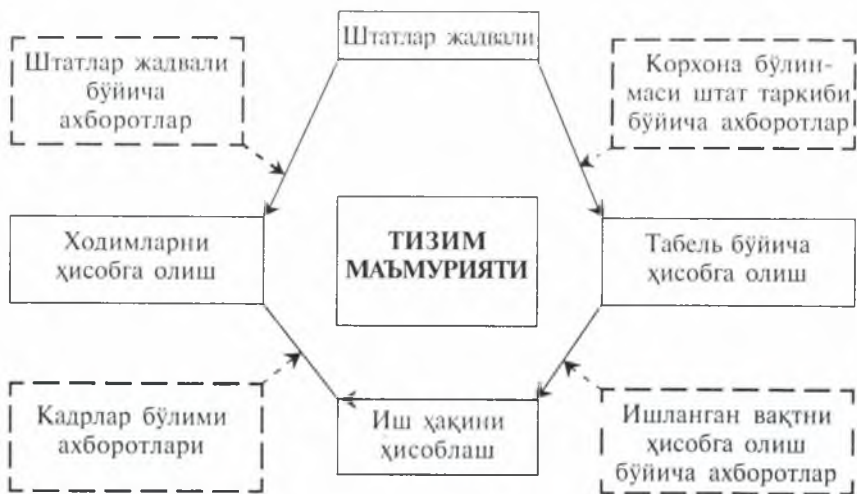 Штатлар жадвали
Штатлар жадвали
бўйича
ахборотлар
Корхона бўлин-
маси штат таркиби
бўйича ахборотлар
Ходимларни
ҳисобга олиш
ТИЗИМ
МАЪМУРИЯТИ
Табель бўйича
ҳисобга олиш
Кадрлар бўлими
ахборотлари
Иш ҳақини
ҳисоблаш
Ишланган вақтни
ҳисобга олиш
бўйича ахборотлар